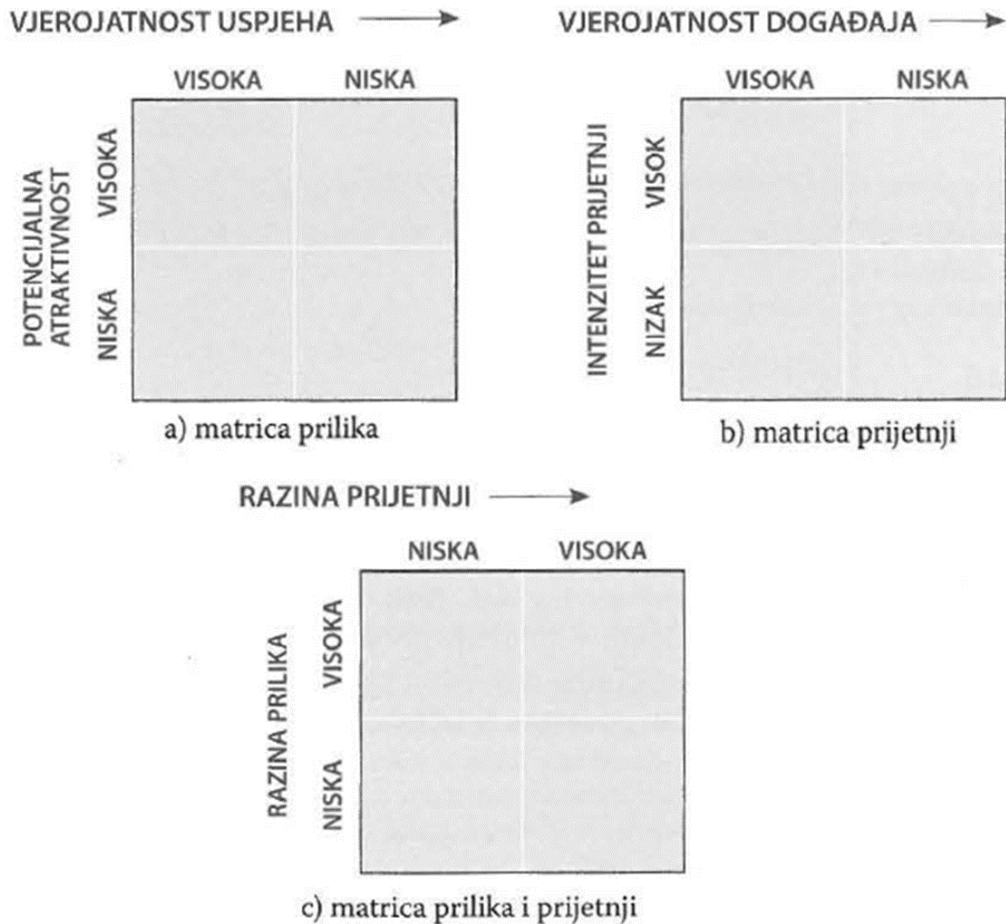 VJEROJATNOST USPJEHA
VISOKA NISKA
POTENCIJALNA
ATRAKTIVNOST
VISOKA
NISKA
a) matrica prilika
VJEROJATNOST DOGAĐAJA
VISOKA NISKA
INTENZITET PRIJETNJI
VISOK
NIZAK
b) matrica prijetnji
RAZINA PRIJETNJI
NISKA VISOKA
RAZINA PRILIKA
VISOKA
NISKA
c) matrica prilika i prijetnji